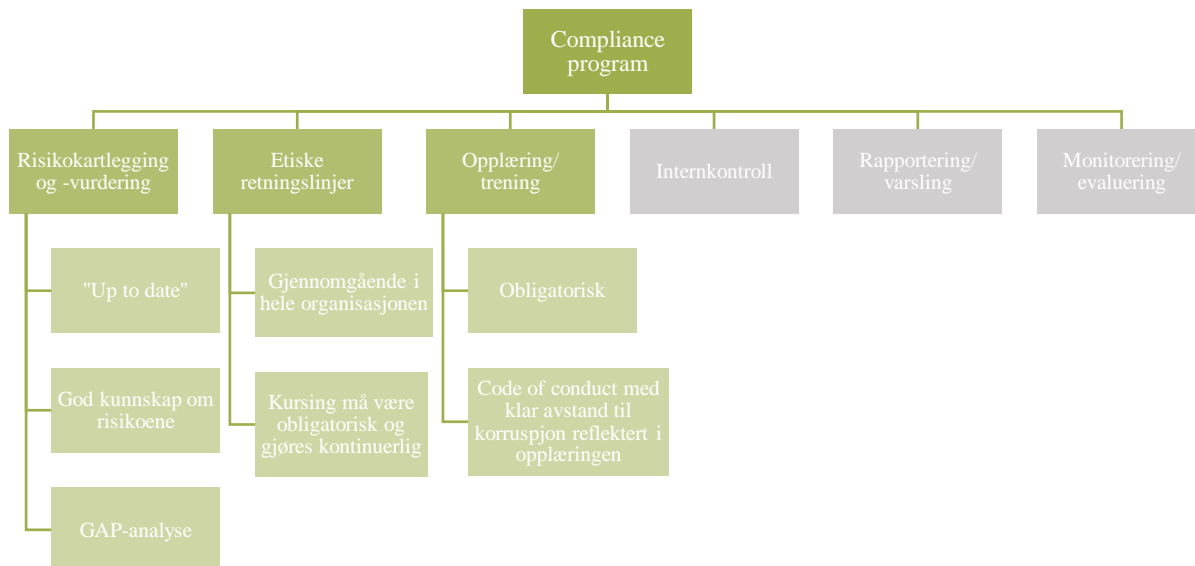 Compliance
program
Risikokartlegging
og -vurdering
Etiske
retningslinjer
Opplæring/
trening
Internkontroll
Rapportering/
varsling
Monitorering/
evaluering
"Up to date"
God kunnskap om
risikoene
GAP-analyse
Gjennomgående i
hele organisasjonen
Kursing må være
obligatorisk og
gjøres kontinuerlig
Obligatorisk
Code of conduct med
klar avstand til
korruspjon reflektert i
opplæringen